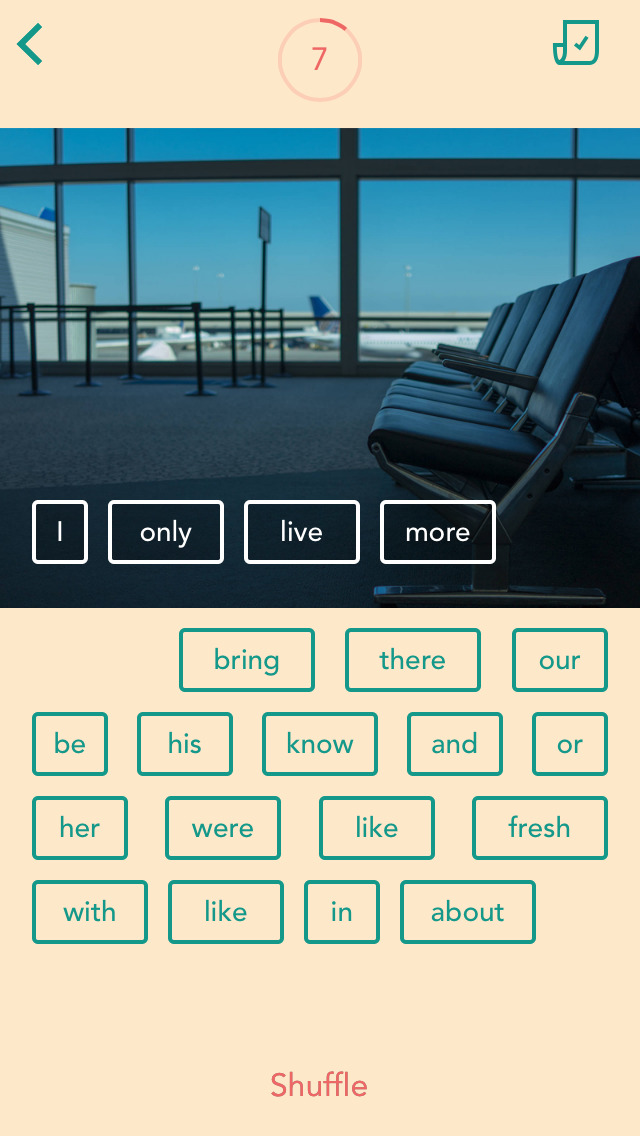 7
I only live more
bring there our
be his know and or
her were like fresh
with like in about
Shuffle